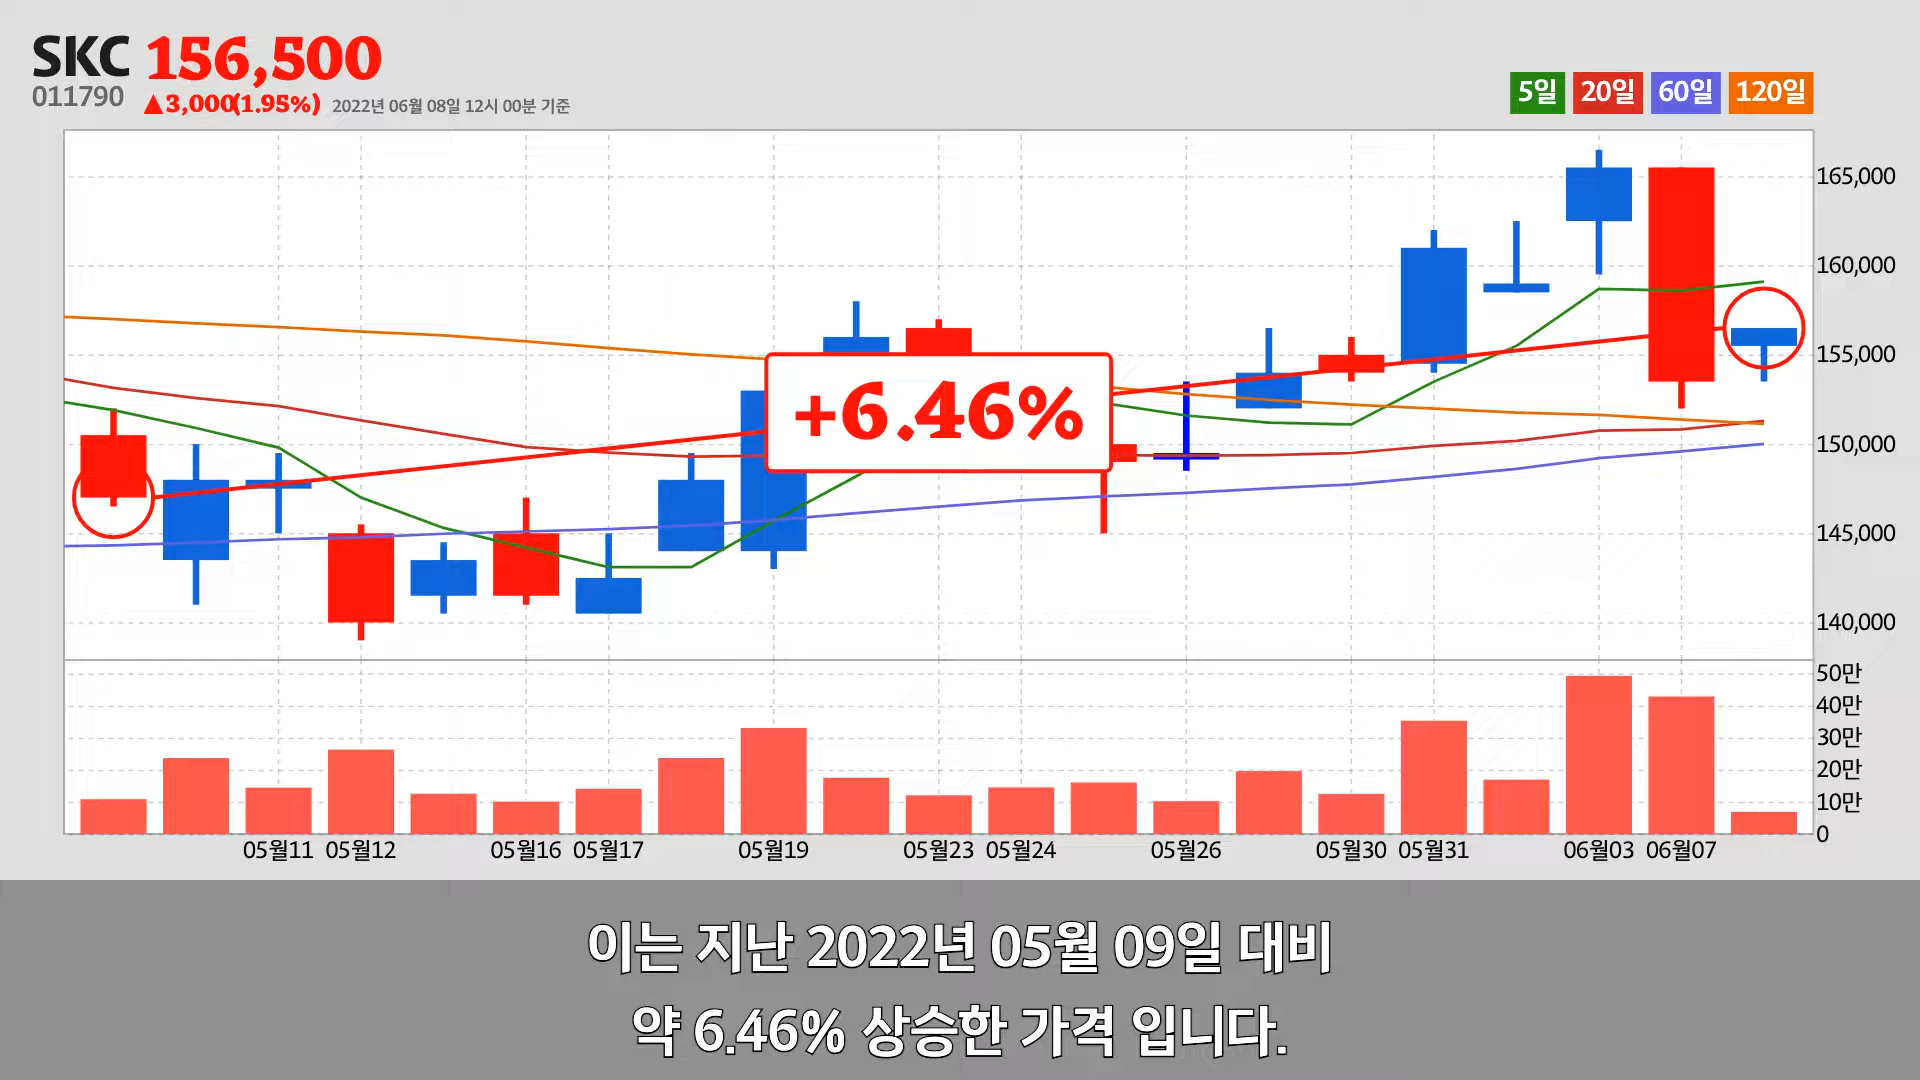 SKC 156,500
011790 ▲3,000(1.95%) 2022년 06월 08일 12시 00분 기준
5일 20일 60일 120일
165,000
160,000
155,000
+6.46%
150,000
145,000
140,000
50만
40만
30만
20만
10만
0
05월11 05월12 05월16 05월17 05월19 05월23 05월24 05월26 05월30 05월31 06월03 06월07
이는 지난 2022년 05월 09일 대비
약 6.46% 상승한 가격 입니다.